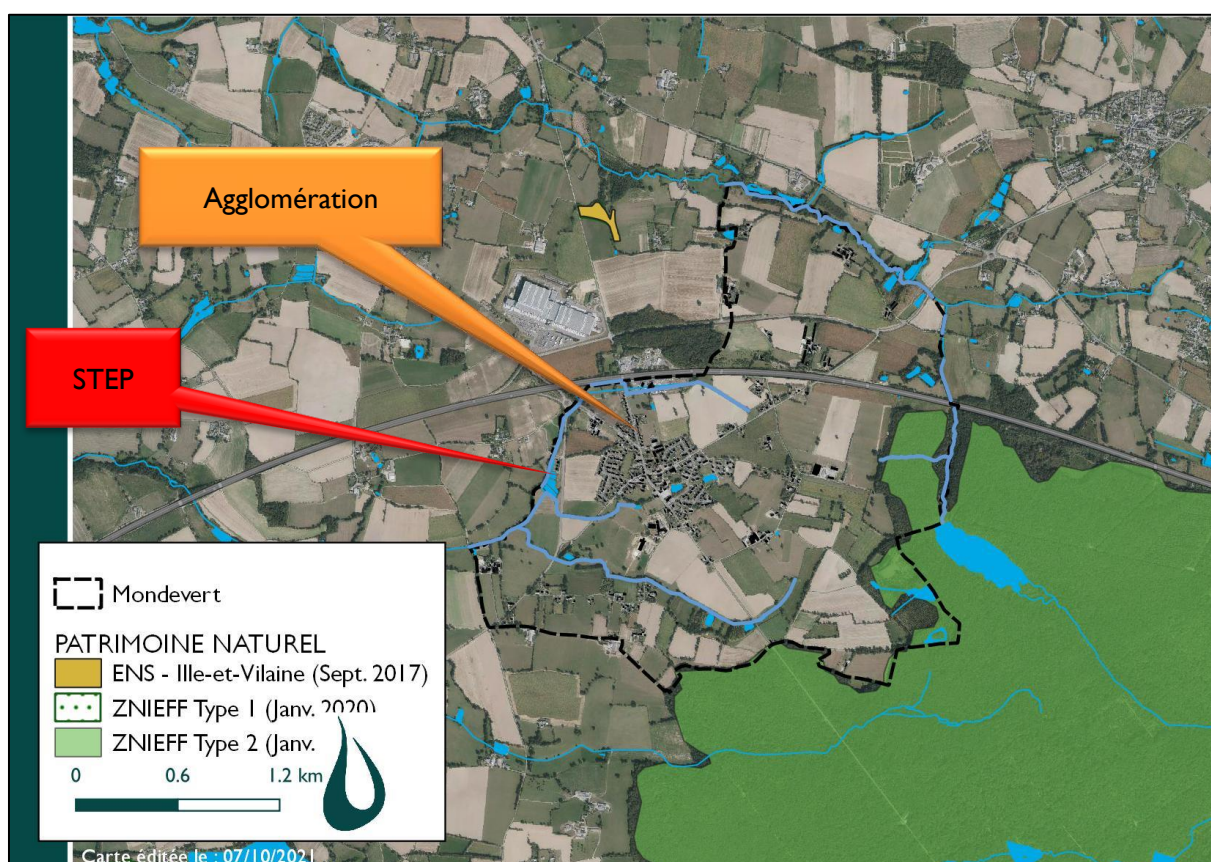 Agglomération
STEP
Mondevert
PATRIMOINE NATUREL
ENS - Ille-et-Vilaine (Sept. 2017)
ZNIEFF Type 1 (Janv. 2020)
ZNIEFF Type 2 (Janv.
0 0.6 1.2 km
Carte éditée le : 07/10/2021